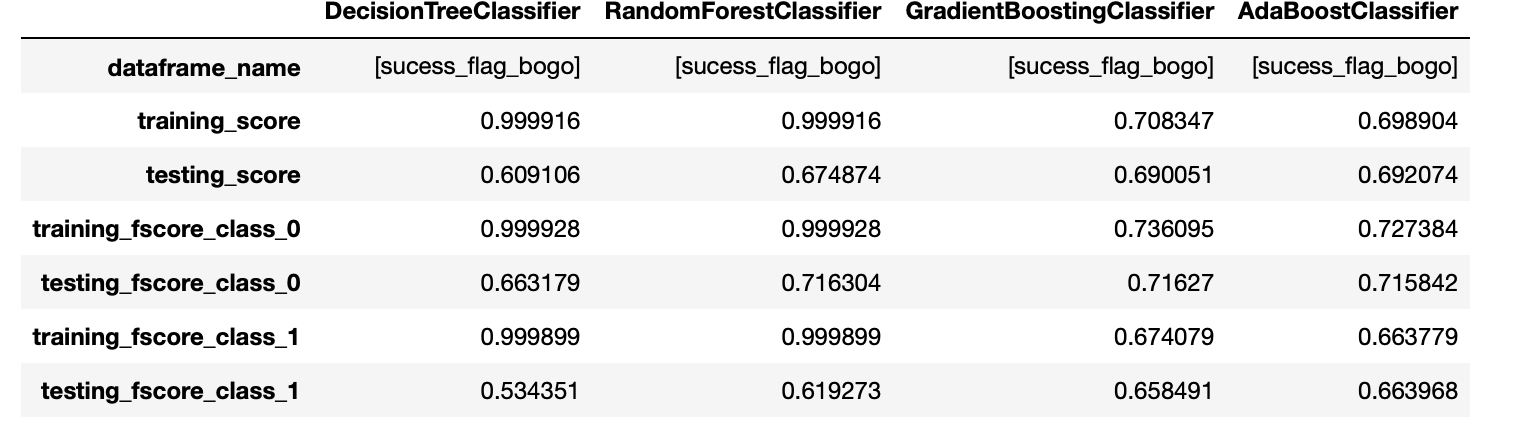 DecisionTreeClassifier RandomForestClassifier GradientBoostingClassifier AdaBoostClassifier
dataframe_name [sucess_flag_bogo] [sucess_flag_bogo] [sucess_flag_bogo] [sucess_flag_bogo]
training_score 0.999916 0.999916 0.708347 0.698904
testing_score 0.609106 0.674874 0.690051 0.692074
training_fscore_class_0 0.999928 0.999928 0.736095 0.727384
testing_fscore_class_0 0.663179 0.716304 0.71627 0.715842
training_fscore_class_1 0.999899 0.999899 0.674079 0.663779
testing_fscore_class_1 0.534351 0.619273 0.658491 0.663968